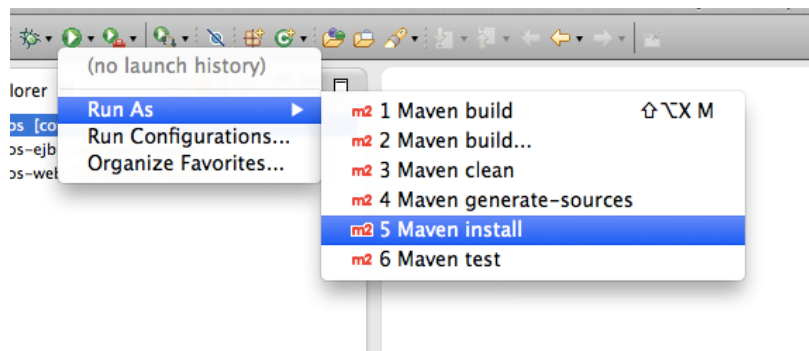 (no launch history)
lorer
Run As
os [co
Run Configurations...
os-ejb
Organize Favorites...
os-web
m2 1 Maven build ⇧⌥X M
m2 2 Maven build...
m2 3 Maven clean
m2 4 Maven generate-sources
m2 5 Maven install
m2 6 Maven test